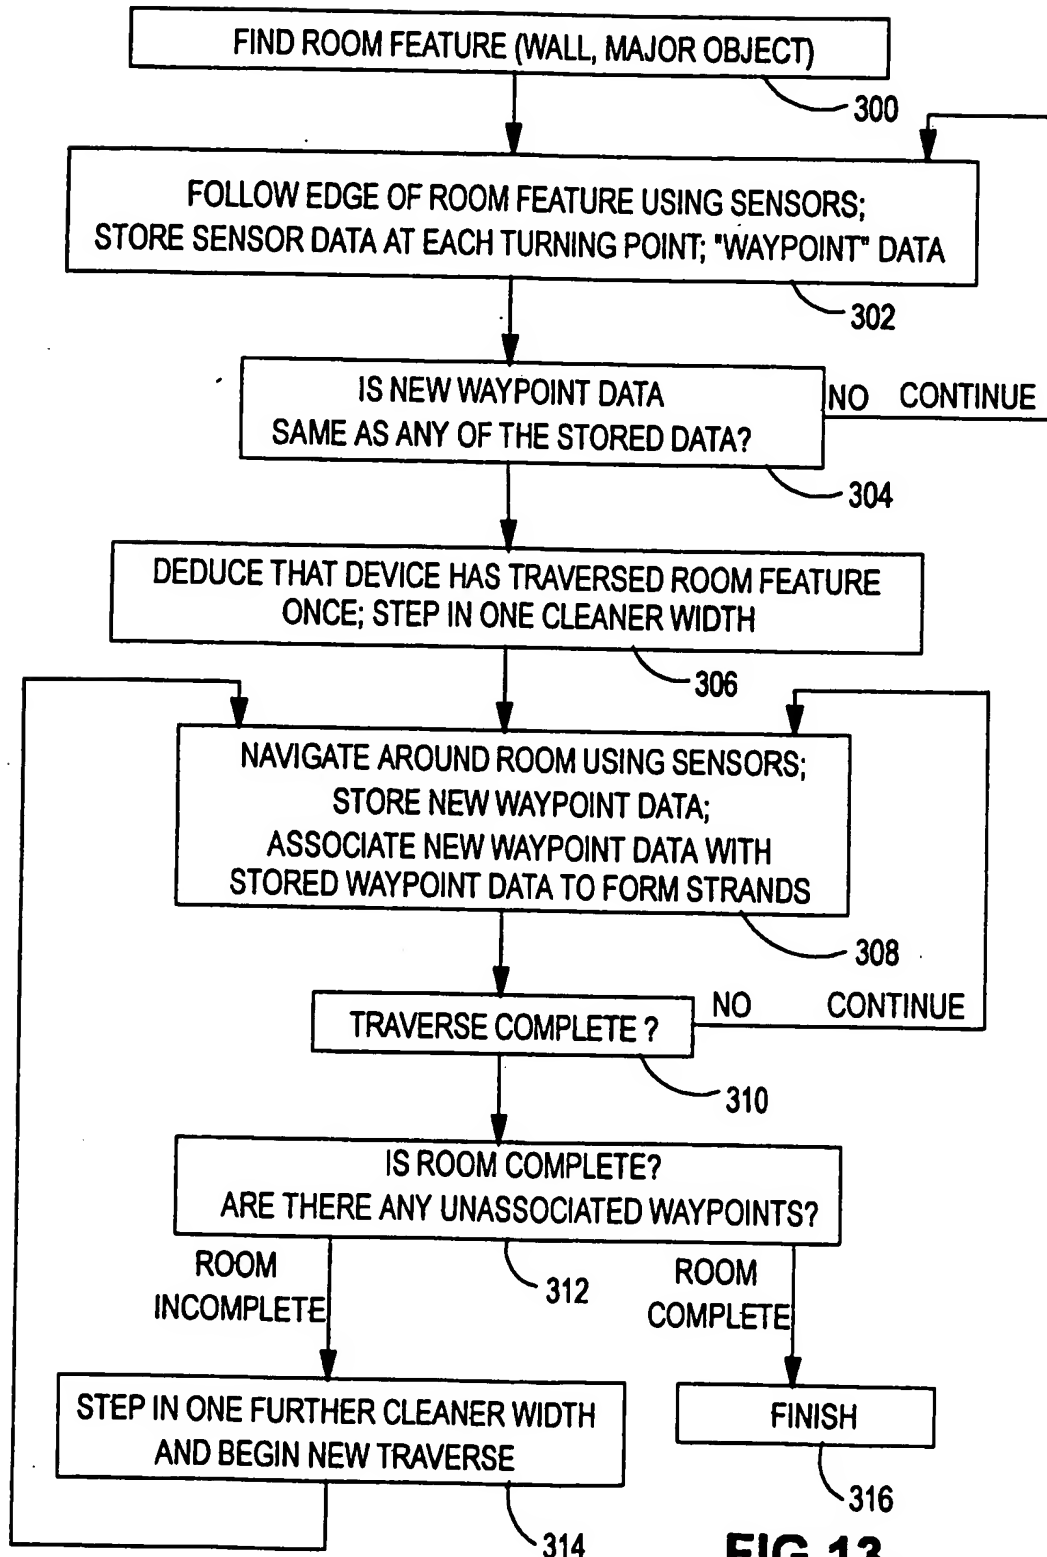 FIND ROOM FEATURE (WALL, MAJOR OBJECT)
300
FOLLOW EDGE OF ROOM FEATURE USING SENSORS;
STORE SENSOR DATA AT EACH TURNING POINT; "WAYPOINT" DATA
302
IS NEW WAYPOINT DATA
SAME AS ANY OF THE STORED DATA?
NO CONTINUE
304
DEDUCE THAT DEVICE HAS TRAVERSED ROOM FEATURE
ONCE; STEP IN ONE CLEANER WIDTH
306
NAVIGATE AROUND ROOM USING SENSORS;
STORE NEW WAYPOINT DATA;
ASSOCIATE NEW WAYPOINT DATA WITH
STORED WAYPOINT DATA TO FORM STRANDS
308
TRAVERSE COMPLETE ?
NO CONTINUE
310
IS ROOM COMPLETE?
ARE THERE ANY UNASSOCIATED WAYPOINTS?
312
ROOM
INCOMPLETE
ROOM
COMPLETE
STEP IN ONE FURTHER CLEANER WIDTH
AND BEGIN NEW TRAVERSE
314
FINISH
316
FIG.13